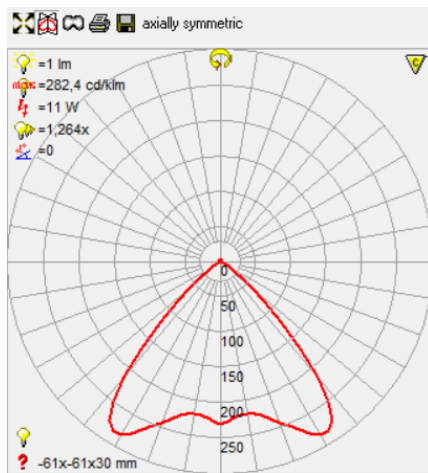 axially symmetric
=1 lm
max=282,4 cd/klm
=11 W
=1,264x
=0
C
0
50
100
150
200
250
? -61x-61x30 mm